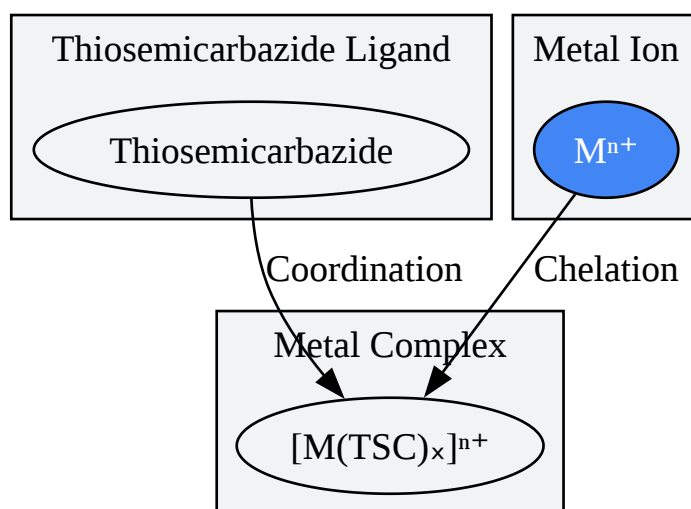 Thiosemicarbazide Ligand
Metal Ion
Thiosemicarbazide
Mⁿ⁺
Coordination
Chelation
Metal Complex
[M(TSC)ₓ]ⁿ⁺